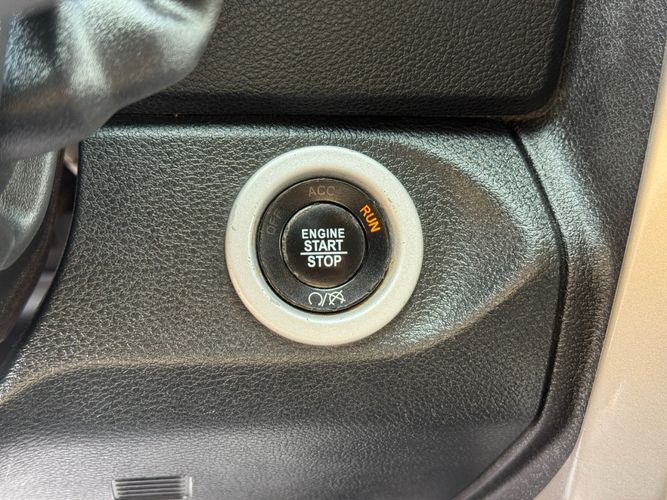 OFF
ACC
RUN
ENGINE
START
STOP